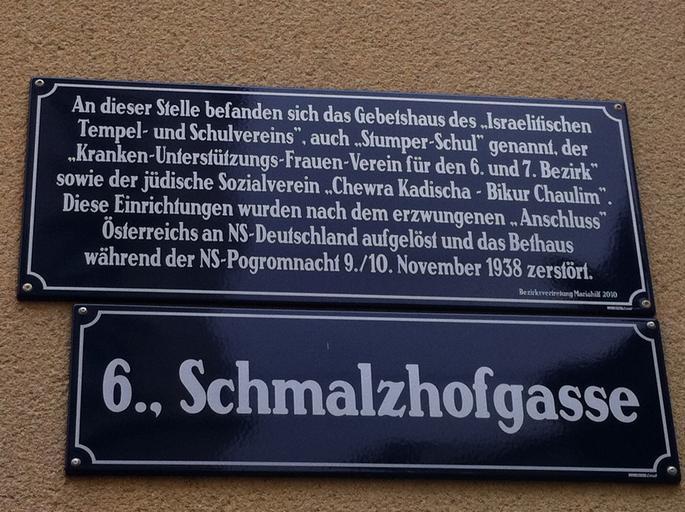 An dieser Stelle befanden sich das Gebetshaus des „Israelitischen
Tempel- und Schulvereins", auch „Stumper-Schul" genannt, der
„Kranken-Unterstützungs-Frauen-Verein für den 6. und 7. Bezirk"
sowie der jüdische Sozialverein „Chewra Kadischa - Bikur Chaulim".
Diese Einrichtungen wurden nach dem erzwungenen „Anschluss"
Österreichs an NS-Deutschland aufgelöst und das Bethaus
während der NS-Pogromnacht 9./10. November 1938 zerstört.
Bezirksvertretung Mariahilf 2010
6., Schmalzhofgasse